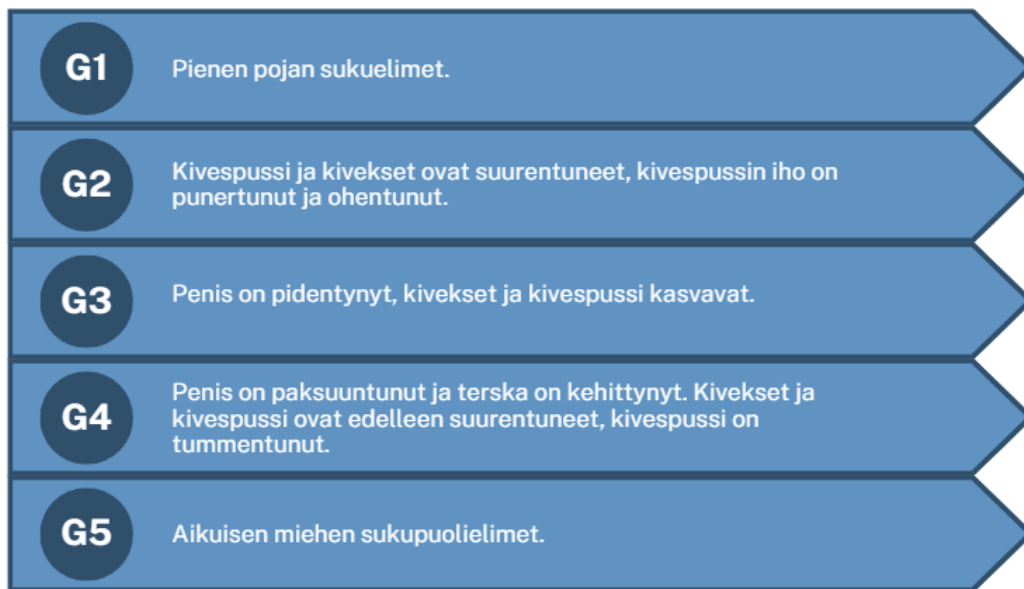 G1
Pienen pojan sukuelimet.
G2
Kivespussi ja kivekset ovat suurentuneet, kivespussin iho on
punertunut ja ohentunut.
G3
Penis on pidentynyt, kivekset ja kivespussi kasvavat.
G4
Penis on paksuuntunut ja terska on kehittynyt. Kivekset ja
kivespussi ovat edelleen suurentuneet, kivespussi on
tummentunut.
G5
Aikuisen miehen sukupuolielimet.